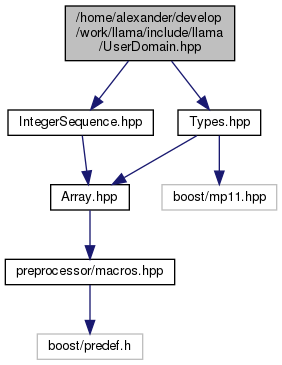 /home/alexander/develop
/work/llama/include/llama
/UserDomain.hpp
IntegerSequence.hpp
Types.hpp
Array.hpp
boost/mp11.hpp
preprocessor/macros.hpp
boost/predef.h